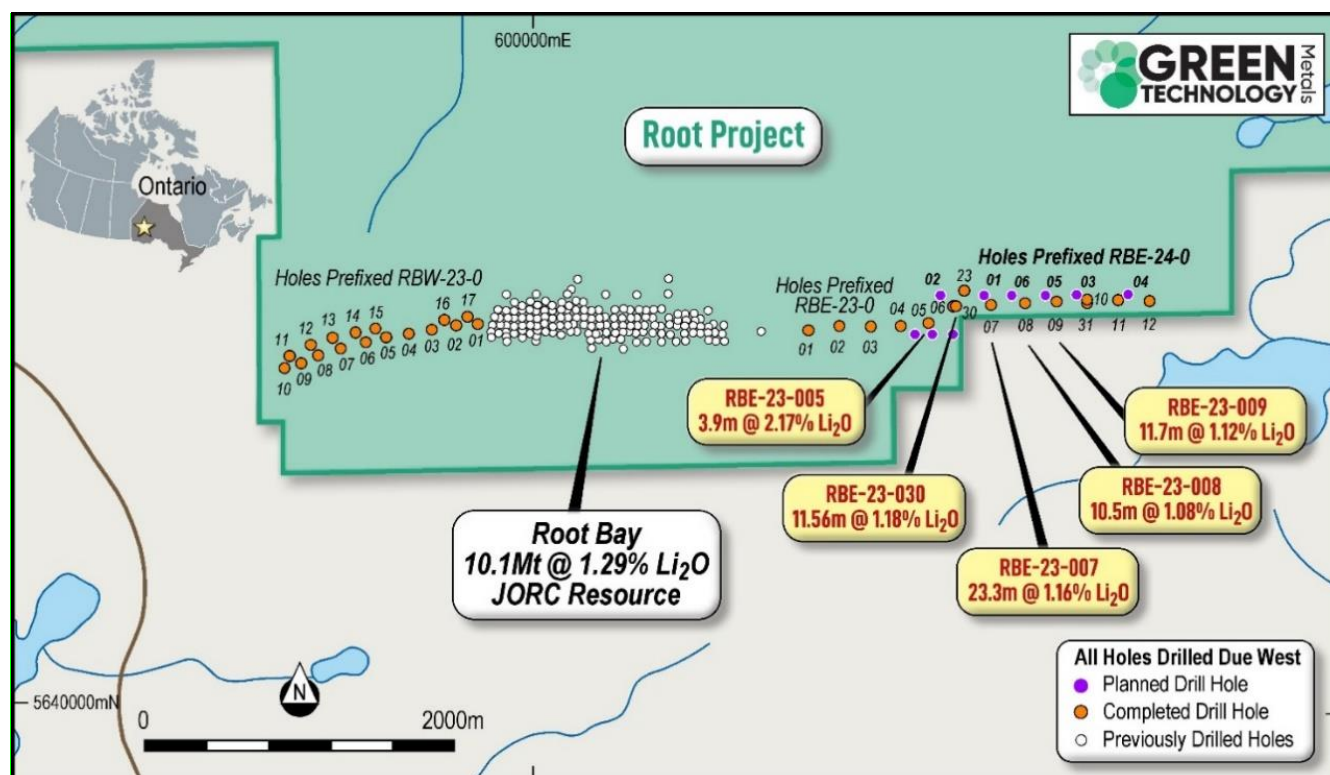 600000mE
GREEN
TECHNOLOGY
Metals
Root Project
Ontario
Holes Prefixed RBW-23-0
Holes Prefixed
RBE-23-0
Holes Prefixed RBE-24-0
11
12
13
14
15
16
17
10
09
08
07
06
05
04
03
02
01
01
02
03
04
05
06
30
23
07
08
09
31
10
11
12
02
01
06
05
03
04
RBE-23-005
3.9m @ 2.17% Li₂O
RBE-23-009
11.7m @ 1.12% Li₂O
RBE-23-030
11.56m @ 1.18% Li₂O
RBE-23-008
10.5m @ 1.08% Li₂O
RBE-23-007
23.3m @ 1.16% Li₂O
Root Bay
10.1Mt @ 1.29% Li₂O
JORC Resource
5640000mN
N
0
2000m
All Holes Drilled Due West
Planned Drill Hole
Completed Drill Hole
Previously Drilled Holes